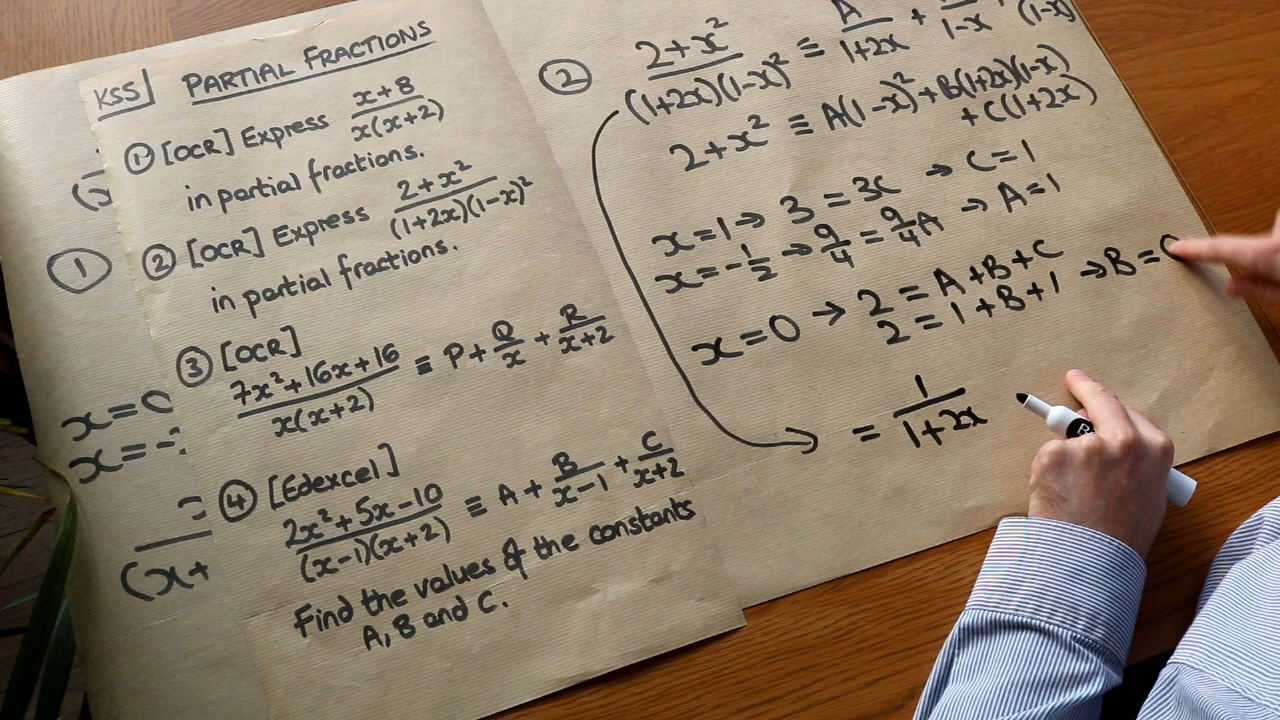 KS5 PARTIAL FRACTIONS
① [OCR] Express (x+8)/(x(x+2))
in partial fractions.
② [OCR] Express (2+x²)/((1+2x)(1-x)²)
in partial fractions.
③ [OCR]
(7x²+16x+16)/(x(x+2)) ≡ P + Q/x + R/(x+2)
④ [Edexcel]
(2x²+5x-10)/((x-1)(x+2)) ≡ A + B/(x-1) + C/(x+2)
Find the values of the constants
A, B and C.
①
x=0
x=-
(x+
② (2+x²)/((1+2x)(1-x)²) ≡ A/(1+2x) + /(1-x) + /(1-x)
2+x² ≡ A(1-x)² + B(1+2x)(1-x)
+ C(1+2x)
x=1 → 3 = 3C → C=1
x=-1/2 → 9/4 = 9/4A → A=1
x=0 → 2 = A+B+C
2 = 1+B+1 → B=0
= 1/(1+2x)